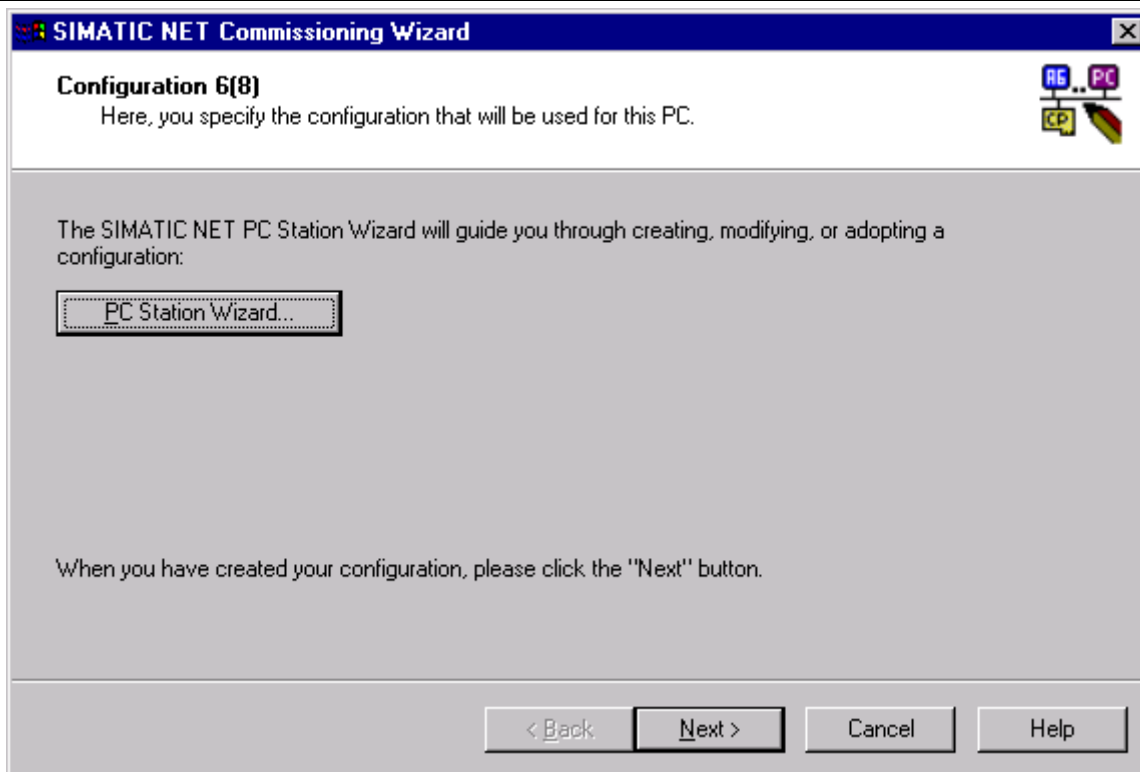 SIMATIC NET Commissioning Wizard
Configuration 6(8)
Here, you specify the configuration that will be used for this PC.
AG
PC
CP
The SIMATIC NET PC Station Wizard will guide you through creating, modifying, or adopting a
configuration:
PC Station Wizard...
When you have created your configuration, please click the "Next" button.
< Back
Next >
Cancel
Help